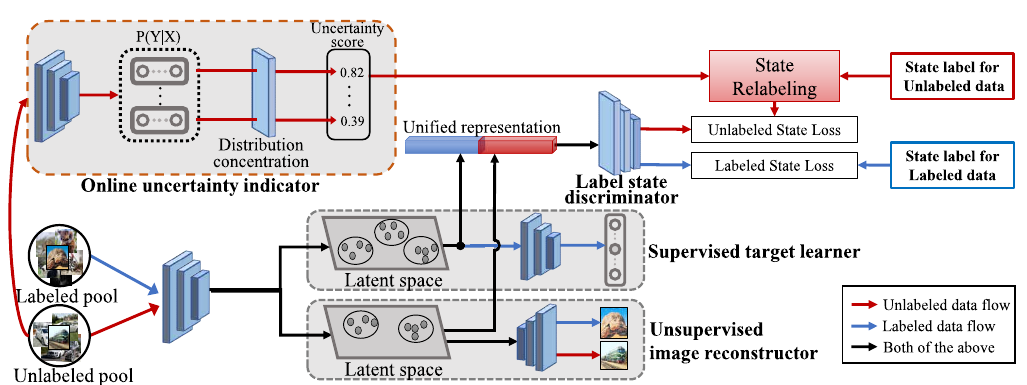 P(Y|X)
Uncertainty
score
0.82
0.39
Distribution
concentration
Online uncertainty indicator
State
Relabeling
State label for
Unlabeled data
Unified representation
Unlabeled State Loss
Labeled State Loss
State label for
Labeled data
Label state
discriminator
Labeled pool
Unlabeled pool
Latent space
Supervised target learner
Latent space
Unsupervised
image reconstructor
Unlabeled data flow
Labeled data flow
Both of the above